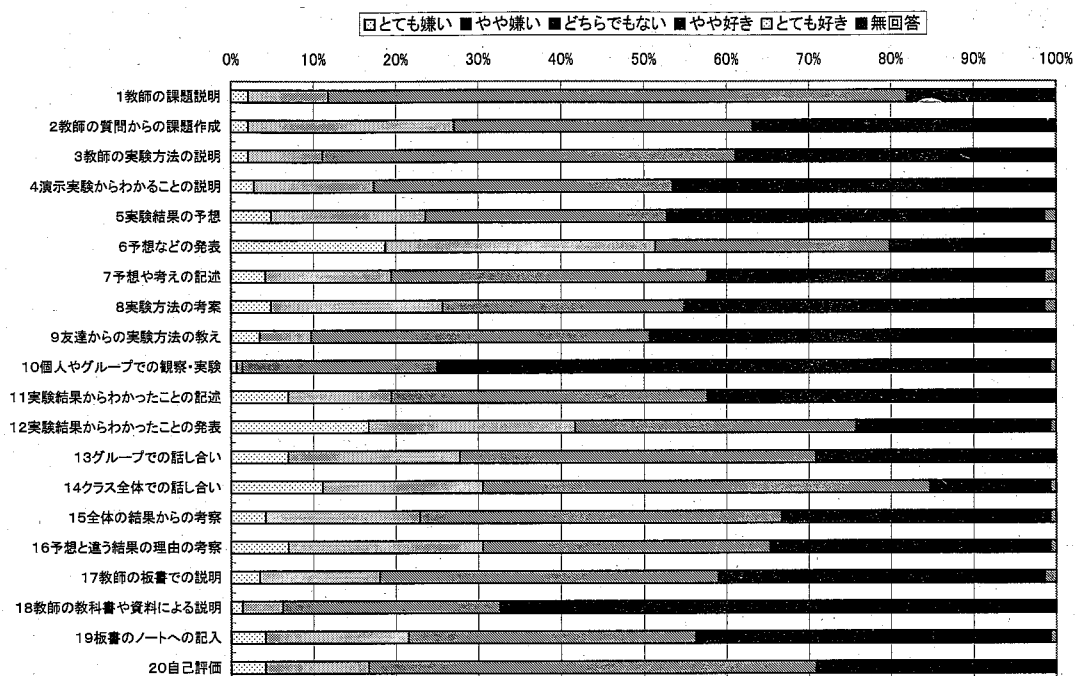 □とても嫌い ■やや嫌い ■どちらでもない ■やや好き □とても好き ■無回答
0% 10% 20% 30% 40% 50% 60% 70% 80% 90% 100%
1教師の課題説明
2教師の質問からの課題作成
3教師の実験方法の説明
4演示実験からわかることの説明
5実験結果の予想
6予想などの発表
7予想や考えの記述
8実験方法の考案
9友達からの実験方法の教え
10個人やグループでの観察・実験
11実験結果からわかったことの記述
12実験結果からわかったことの発表
13グループでの話し合い
14クラス全体での話し合い
15全体の結果からの考察
16予想と違う結果の理由の考察
17教師の板書での説明
18教師の教科書や資料による説明
19板書のノートへの記入
20自己評価